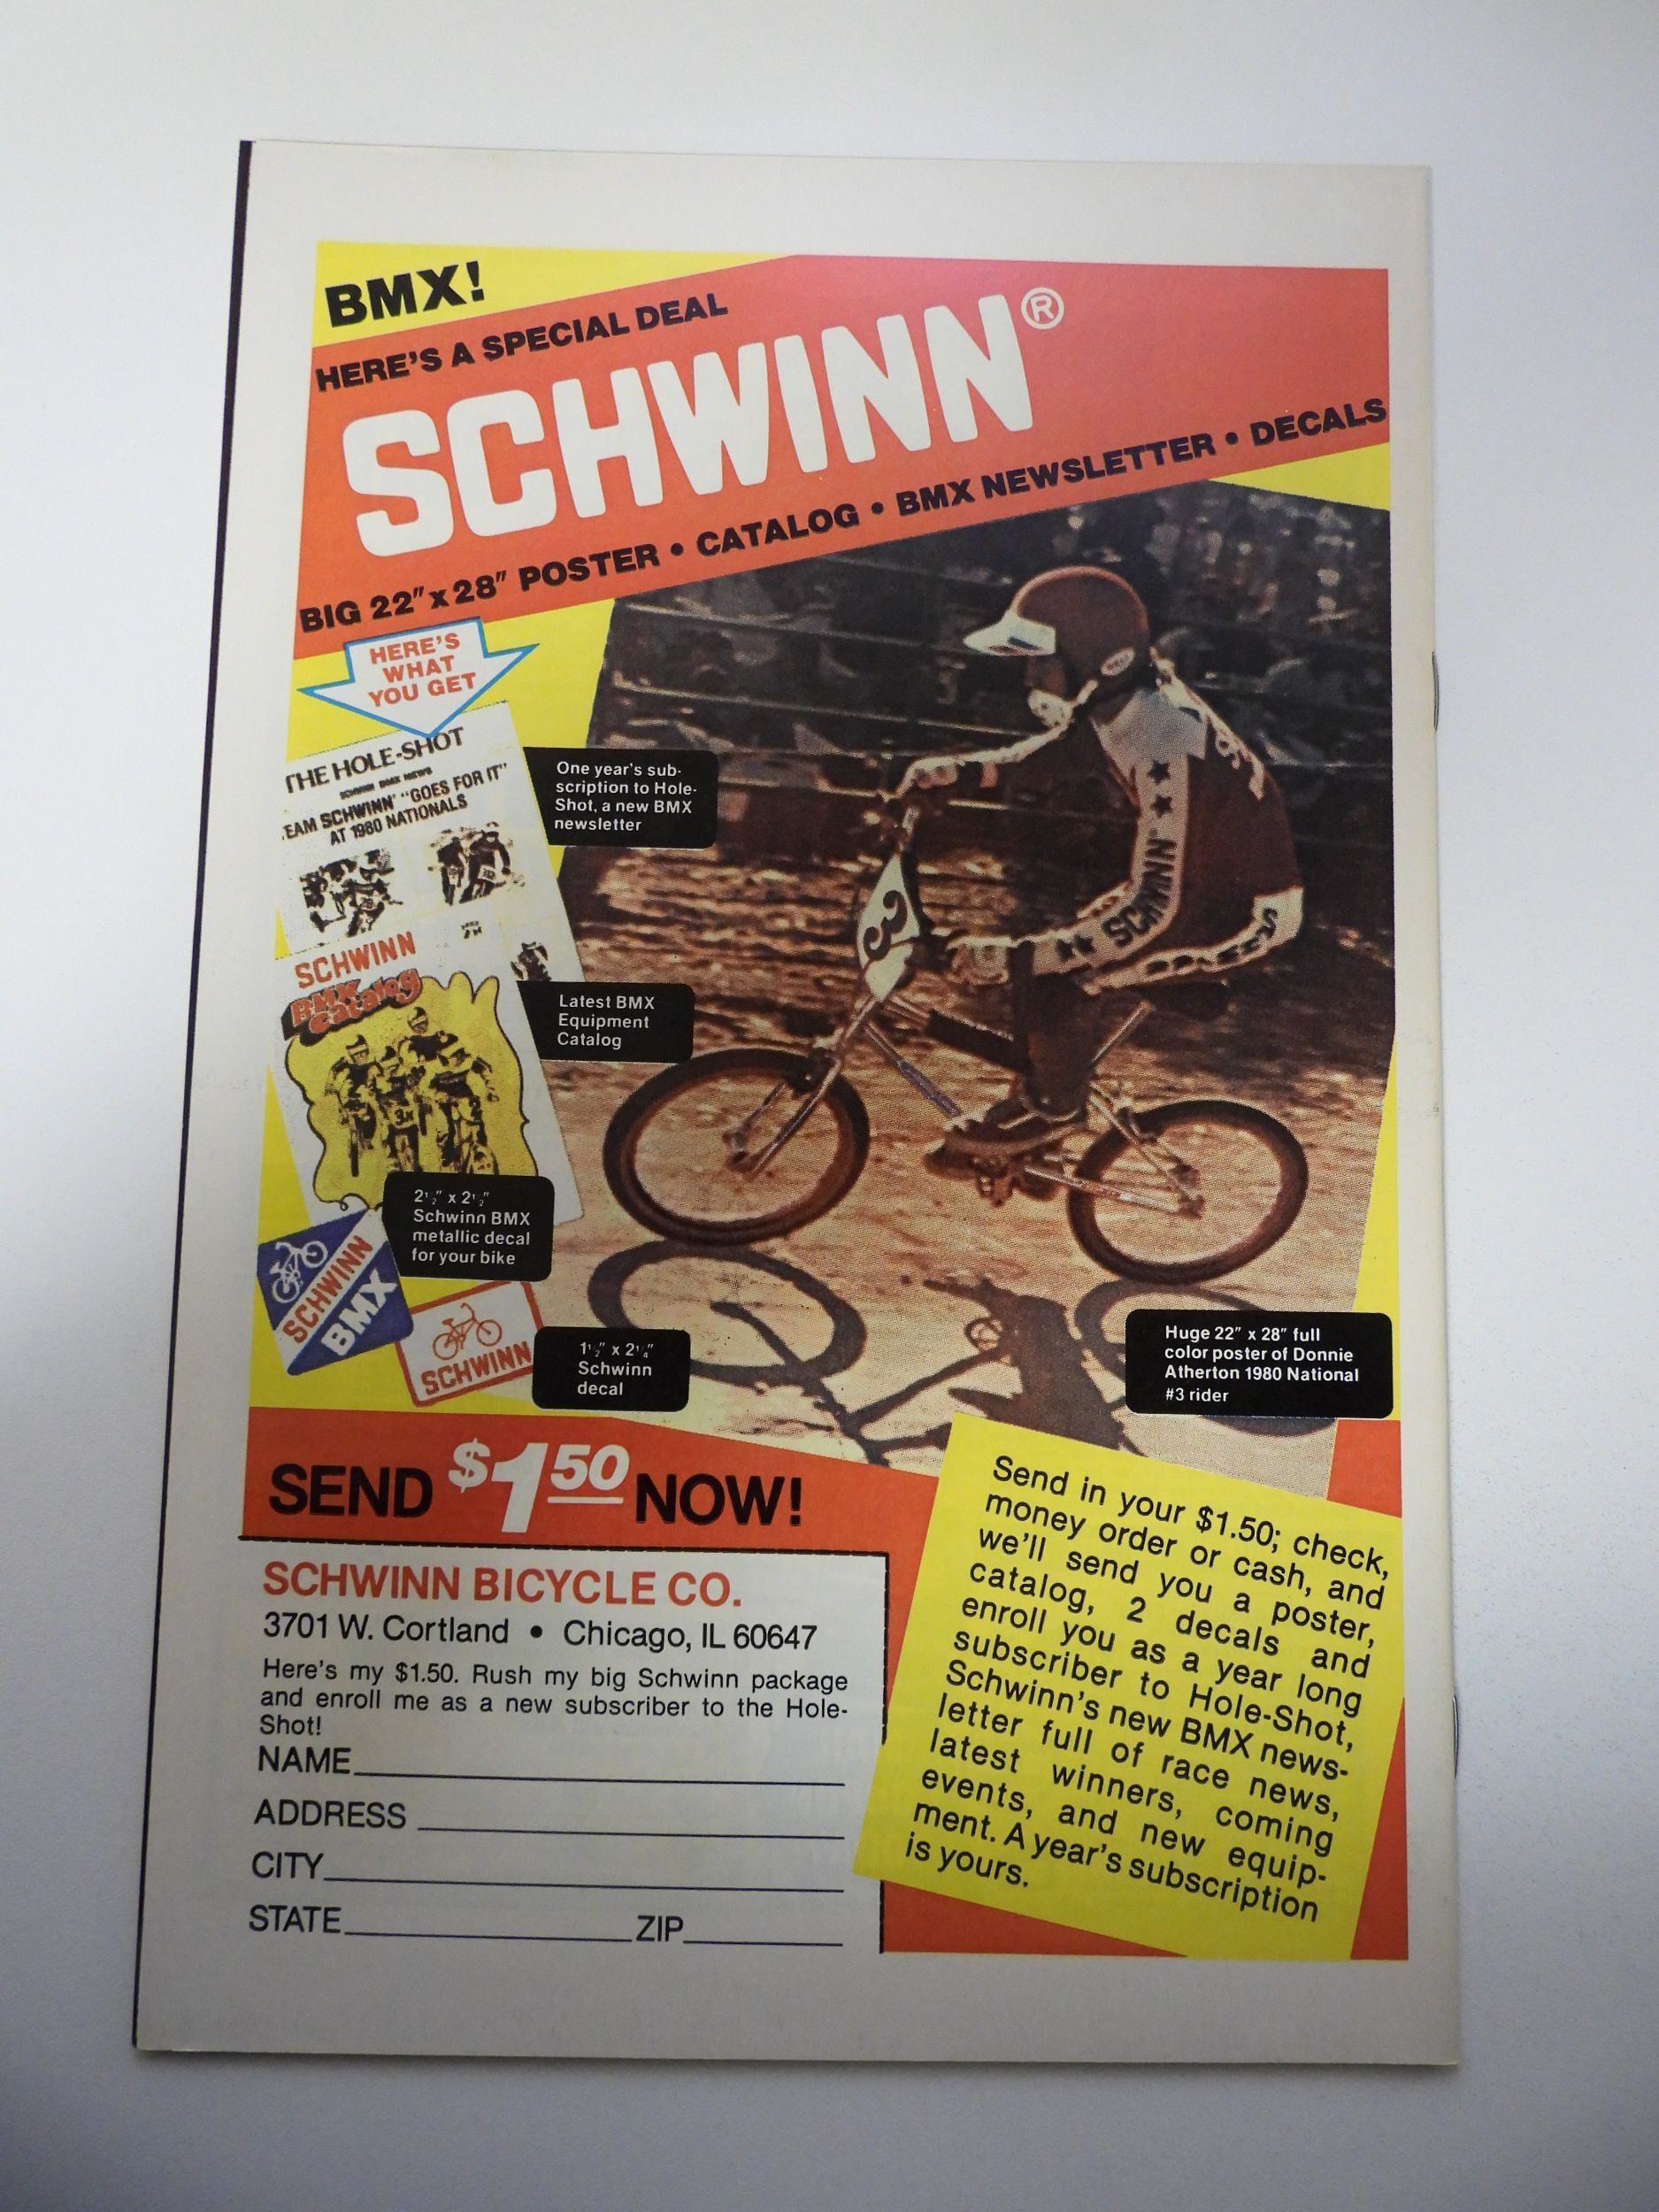 BMX!
HERE'S A SPECIAL DEAL
SCHWINN®
BIG 22" x 28" POSTER • CATALOG • BMX NEWSLETTER • DECALS
HERE'S
WHAT
YOU GET
THE HOLE-SHOT
SCHWINN BMX NEWS
EAM SCHWINN "GOES FOR IT"
AT 1980 NATIONALS
One year's sub-
scription to Hole-
Shot, a new BMX
newsletter
SCHWINN
BMX
Catalog
Latest BMX
Equipment
Catalog
BELL
3
SCHWINN
2½" x 2½"
Schwinn BMX
metallic decal
for your bike
SCHWINN
BMX
SCHWINN
1½" x 2¼"
Schwinn
decal
Huge 22" x 28" full
color poster of Donnie
Atherton 1980 National
#3 rider
SEND $1.50 NOW!
SCHWINN BICYCLE CO.
3701 W. Cortland • Chicago, IL 60647
Here's my $1.50. Rush my big Schwinn package
and enroll me as a new subscriber to the Hole-
Shot!
NAME
ADDRESS
CITY
STATE ZIP
Send in your $1.50; check,
money order or cash, and
we'll send you a poster,
catalog, 2 decals and
enroll you as a year long
subscriber to Hole-Shot,
Schwinn's new BMX news-
letter full of race news,
latest winners, coming
events, and new equip-
ment. A year's subscription
is yours.